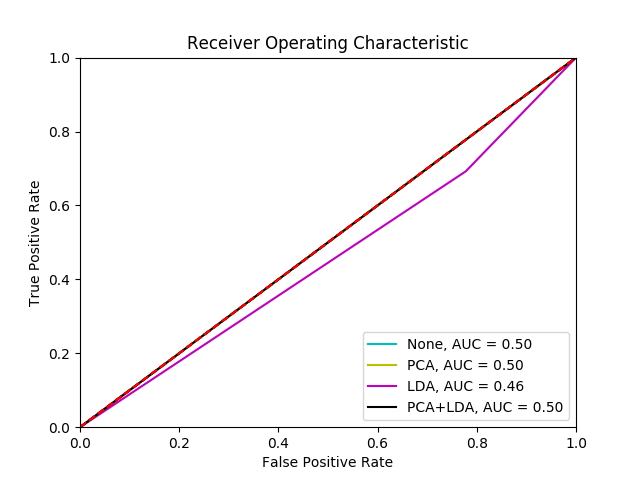 Receiver Operating Characteristic
True Positive Rate
1.0
0.8
0.6
0.4
0.2
0.0
None, AUC = 0.50
PCA, AUC = 0.50
LDA, AUC = 0.46
PCA+LDA, AUC = 0.50
0.0 0.2 0.4 0.6 0.8 1.0
False Positive Rate